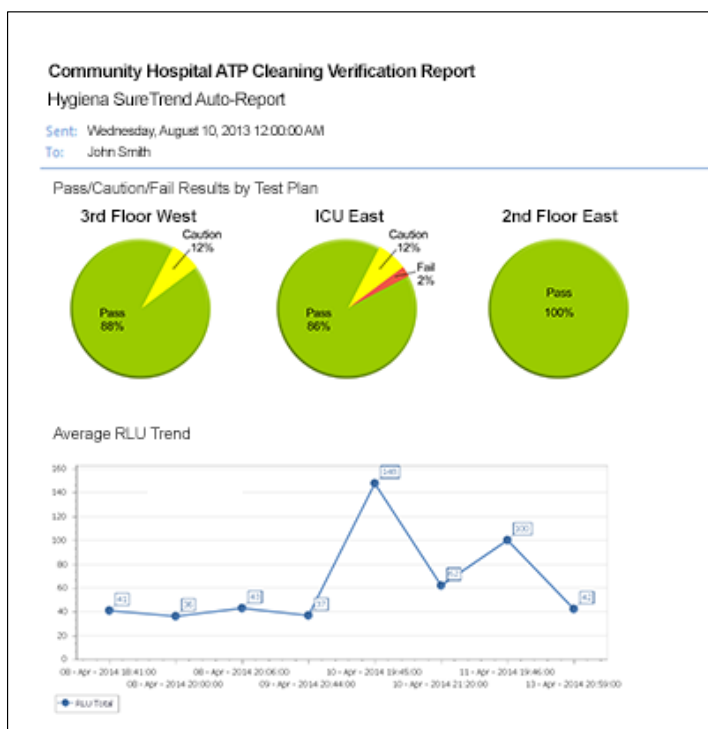 Community Hospital ATP Cleaning Verification Report
Hygiena SureTrend Auto-Report
Sent: Wednesday, August 10, 2013 12:00:00 AM
To: John Smith
Pass/Caution/Fail Results by Test Plan
3rd Floor West
Caution
12%
Pass
88%
ICU East
Caution
12%
Fail
2%
Pass
86%
2nd Floor East
Pass
100%
Average RLU Trend
160
140
120
100
80
60
40
20
0
41
36
43
37
148
62
100
42
08 - Apr - 2014 18:41:00
08 - Apr - 2014 20:00:00
08 - Apr - 2014 20:06:00
09 - Apr - 2014 20:44:00
10 - Apr - 2014 19:45:00
10 - Apr - 2014 21:20:00
11 - Apr - 2014 19:46:00
13 - Apr - 2014 20:59:00
RLU Total